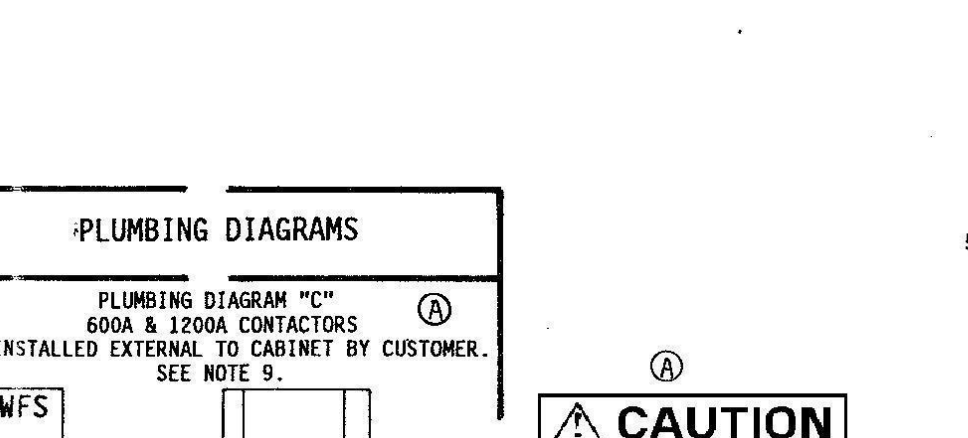 PLUMBING DIAGRAMS
PLUMBING DIAGRAM "C"
A
600A & 1200A CONTACTORS
INSTALLED EXTERNAL TO CABINET BY CUSTOMER.
SEE NOTE 9.
WFS
A
CAUTION